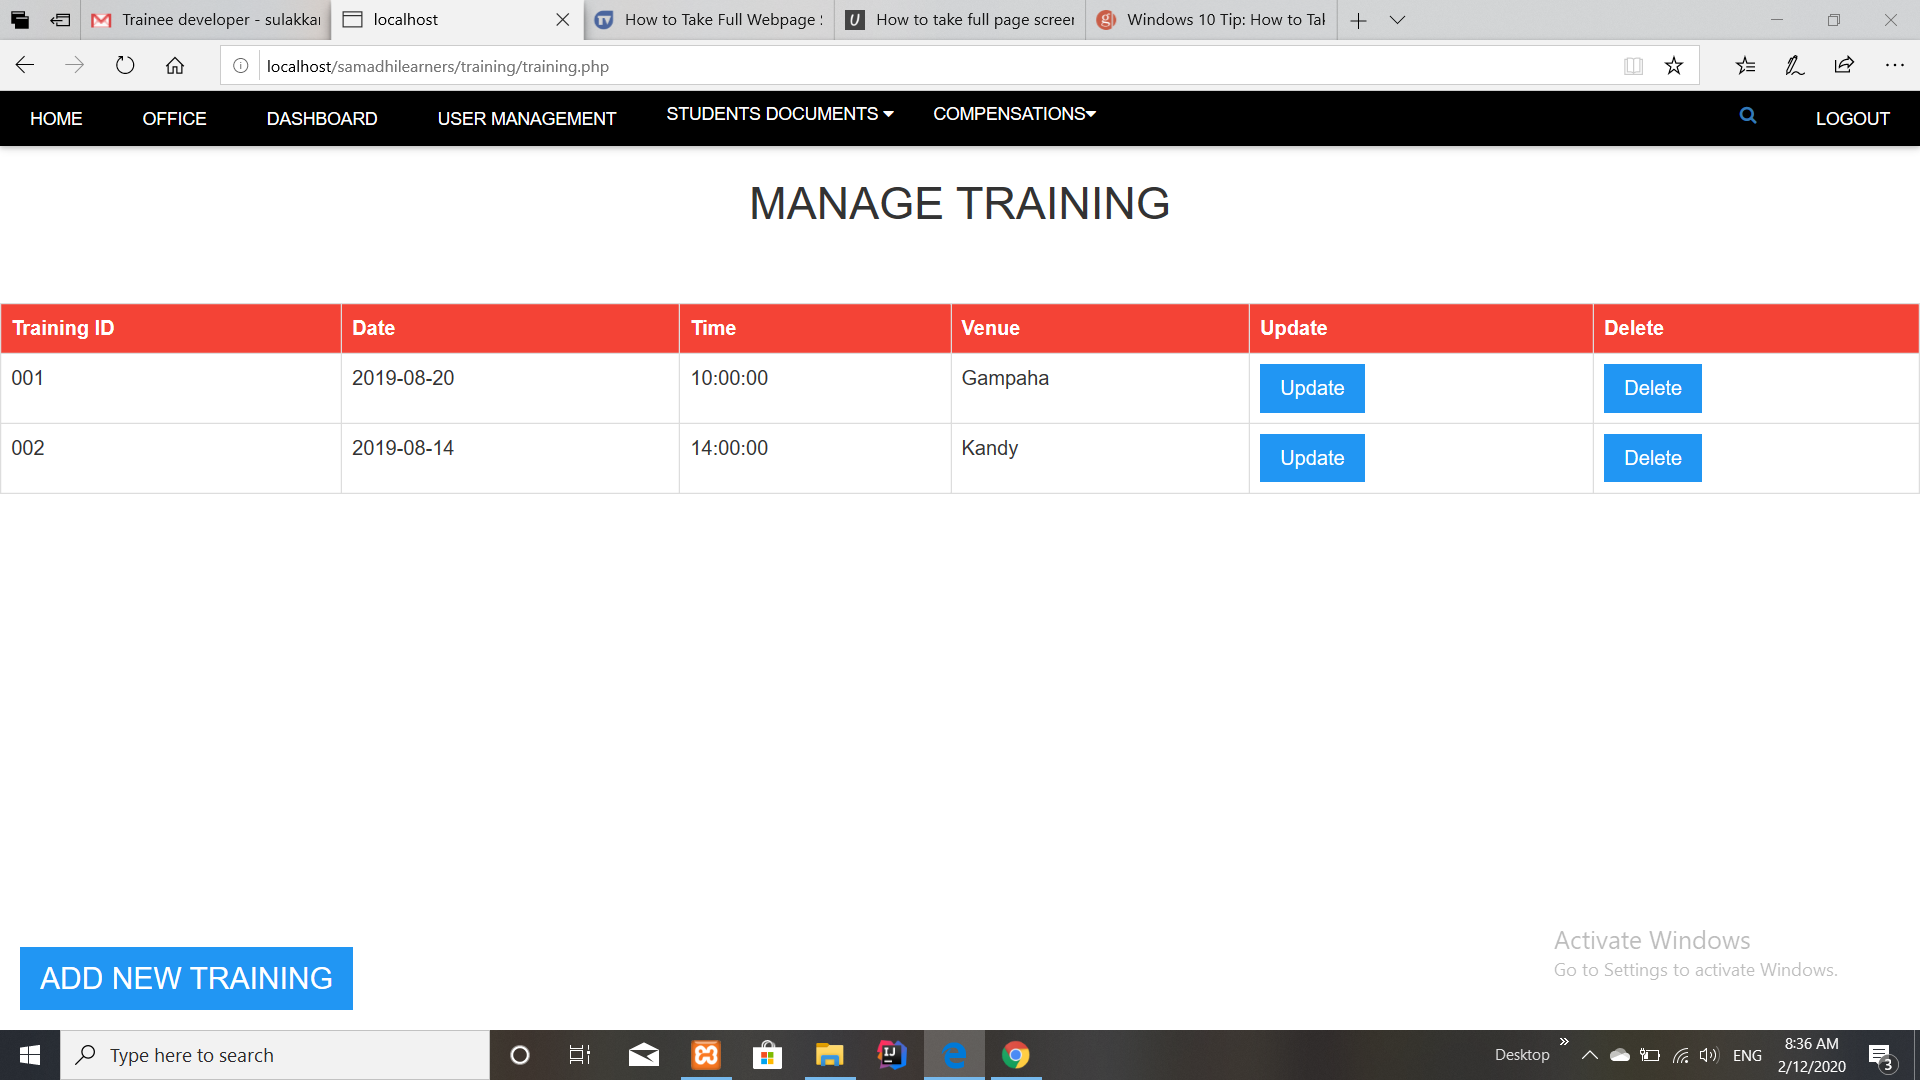 Trainee developer - sulakkar
localhost
How to Take Full Webpage S
How to take full page screen
Windows 10 Tip: How to Tak
localhost/samadhilearners/training/training.php
HOME OFFICE DASHBOARD USER MANAGEMENT STUDENTS DOCUMENTS COMPENSATIONS LOGOUT
MANAGE TRAINING
Training ID Date Time Venue Update Delete
001 2019-08-20 10:00:00 Gampaha Update Delete
002 2019-08-14 14:00:00 Kandy Update Delete
Activate Windows
Go to Settings to activate Windows.
ADD NEW TRAINING
Type here to search
Desktop
ENG
8:36 AM
2/12/2020
3